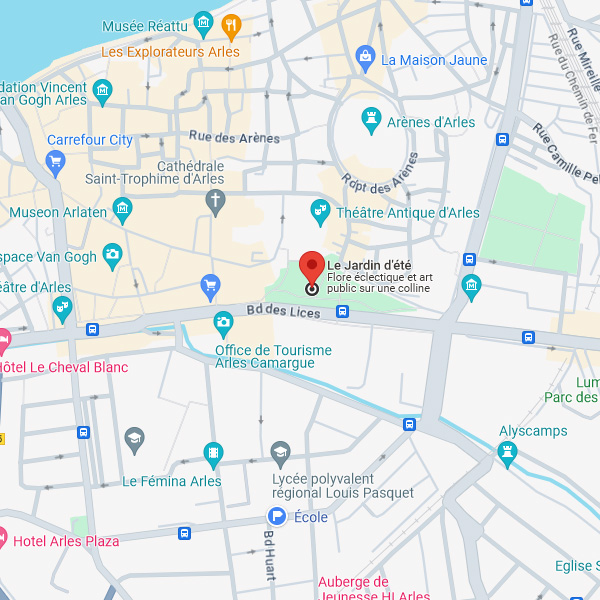 Musée Réattu
Les Explorateurs Arles
La Maison Jaune
Rue Mireille
Rue du Chemin de Fer
dation Vincent
an Gogh Arles
Rue des Arènes
Arènes d'Arles
Carrefour City
Rue Camille Pel
Cathédrale
Saint-Trophime d'Arles
Rdpt des Arènes
Museon Arlaten
Théâtre Antique d'Arles
space Van Gogh
Le Jardin d'été
Flore éclectique et art
public sur une colline
éâtre d'Arles
Bd des Lices
Office de Tourisme
Arles Camargue
Hôtel Le Cheval Blanc
Lum
Parc des
Alyscamps
Le Fémina Arles
Lycée polyvalent
régional Louis Pasquet
École
Hotel Arles Plaza
Bd Huart
Eglise S
Auberge de
Jeunesse HI Arles